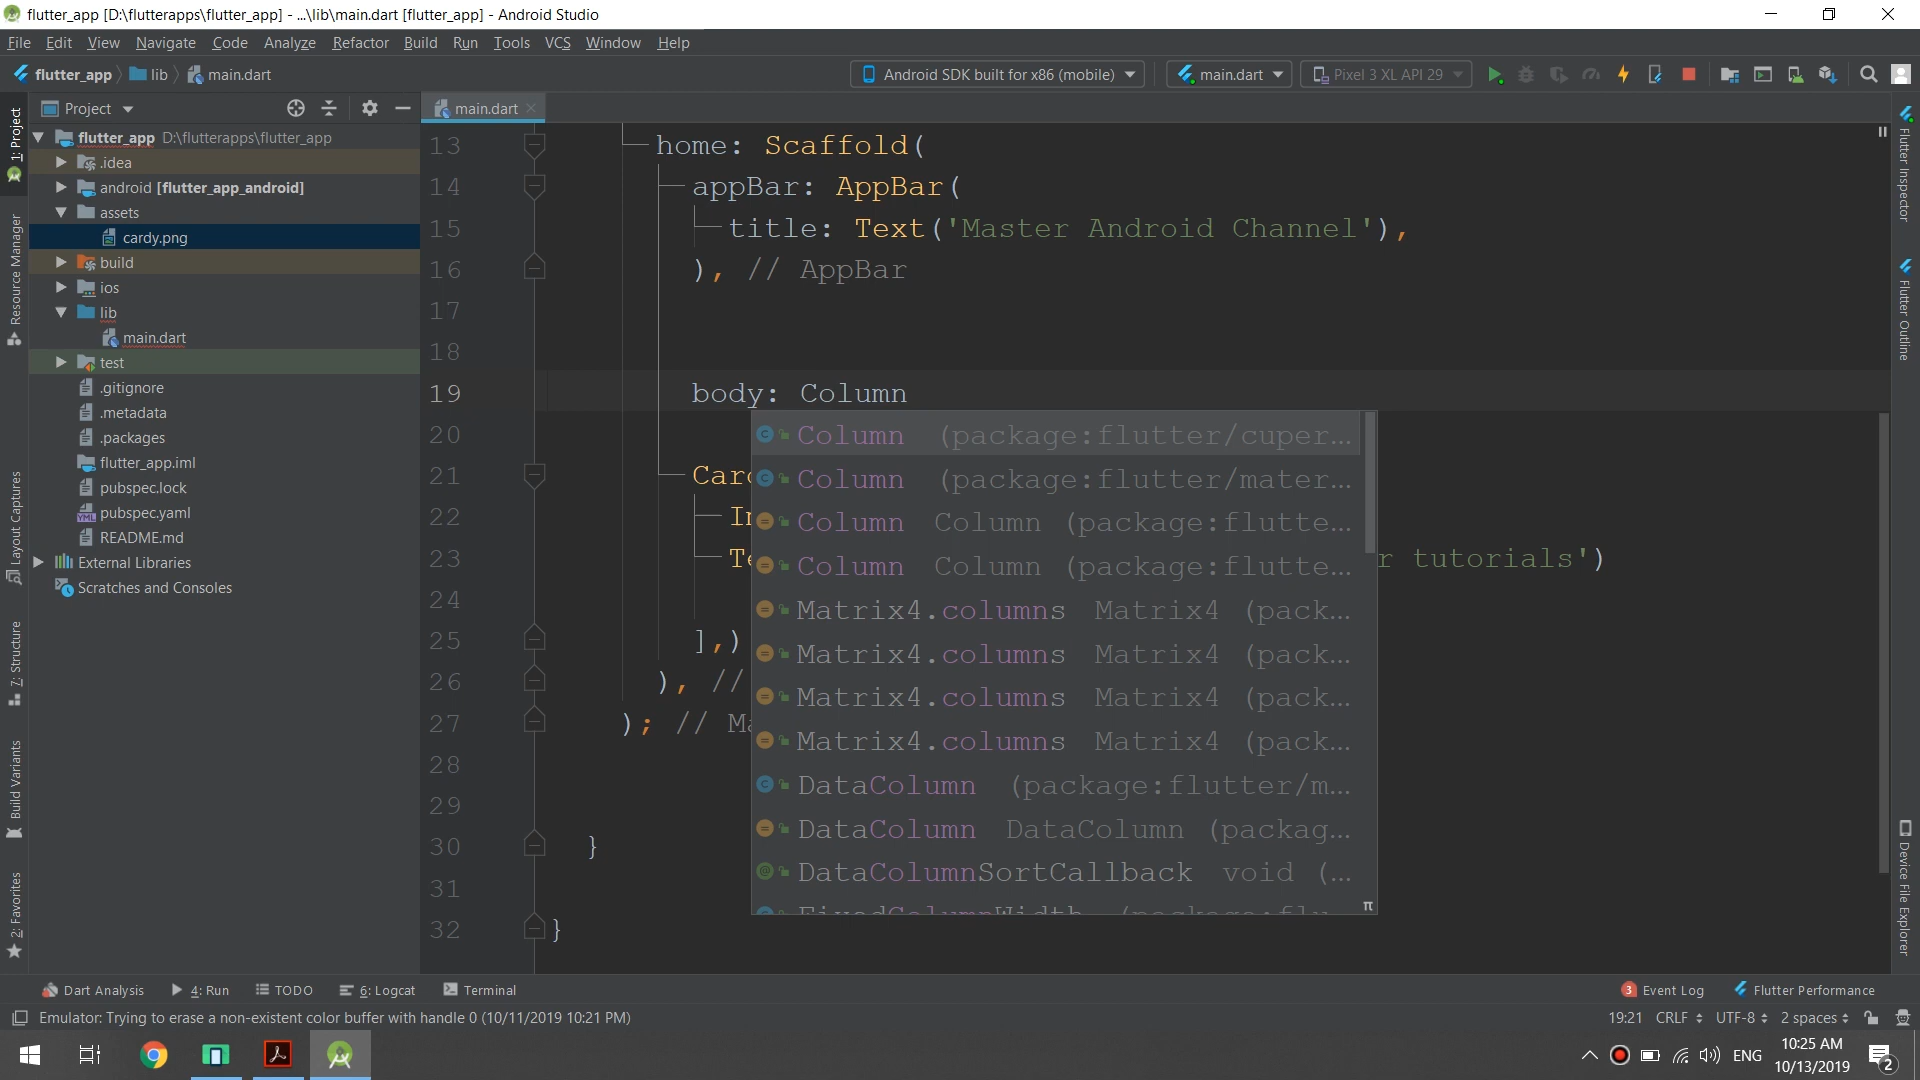 flutter_app [D:\flutterapps\flutter_app] - ...\lib\main.dart [flutter_app] - Android Studio
File Edit View Navigate Code Analyze Refactor Build Run Tools VCS Window Help
flutter_app lib main.dart Android SDK built for x86 (mobile) main.dart Pixel 3 XL API 29
Project main.dart
1: Project
Resource Manager
Layout Captures
7: Structure
Build Variants
2: Favorites
flutter_app D:\flutterapps\flutter_app
.idea
android [flutter_app_android]
assets
cardy.png
build
ios
lib
main.dart
test
.gitignore
.metadata
.packages
flutter_app.iml
pubspec.lock
pubspec.yaml
README.md
External Libraries
Scratches and Consoles
13 home: Scaffold(
14 appBar: AppBar(
15 title: Text('Master Android Channel'),
16 ), // AppBar
17
18
19 body: Column
20
21
22
23 r tutorials')
24
25 ],)
26 ), //
27 ); //
28
29
30 }
31
32 }
Column (package:flutter/cuper...
Column (package:flutter/mater...
Column Column (package:flutte...
Column Column (package:flutte...
Matrix4.columns Matrix4 (pack...
Matrix4.columns Matrix4 (pack...
Matrix4.columns Matrix4 (pack...
Matrix4.columns Matrix4 (pack...
DataColumn (package:flutter/m...
DataColumn DataColumn (packag...
DataColumnSortCallback void (...
π
Flutter Inspector
Flutter Outline
Device File Explorer
Dart Analysis 4: Run TODO 6: Logcat Terminal 3 Event Log Flutter Performance
Emulator: Trying to erase a non-existent color buffer with handle 0 (10/11/2019 10:21 PM) 19:21 CRLF UTF-8 2 spaces
ENG 10:25 AM
10/13/2019 2